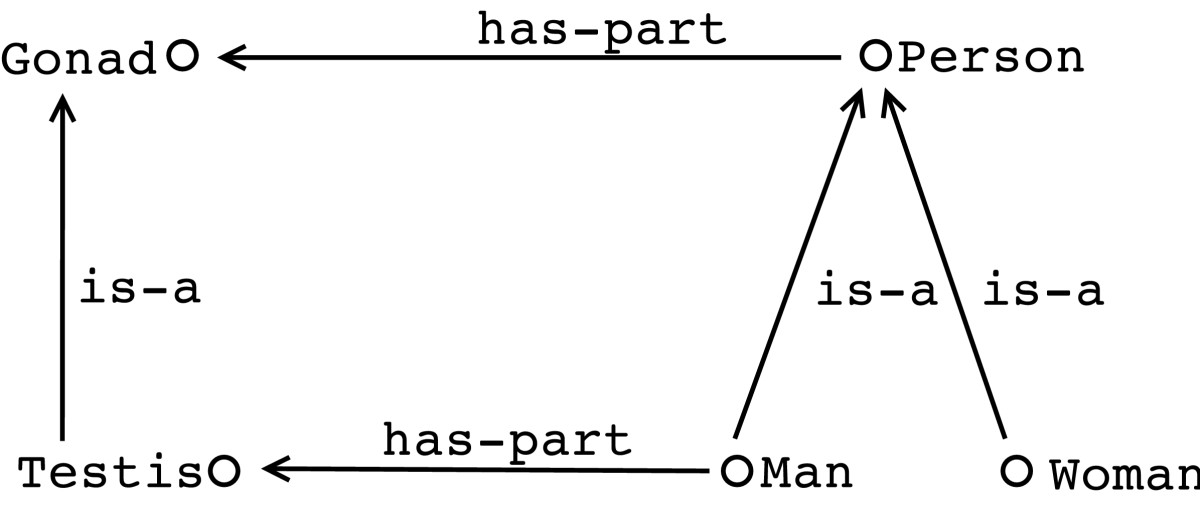 has-part
Gonad Person
is-a
is-a is-a
has-part
Testis Man Woman